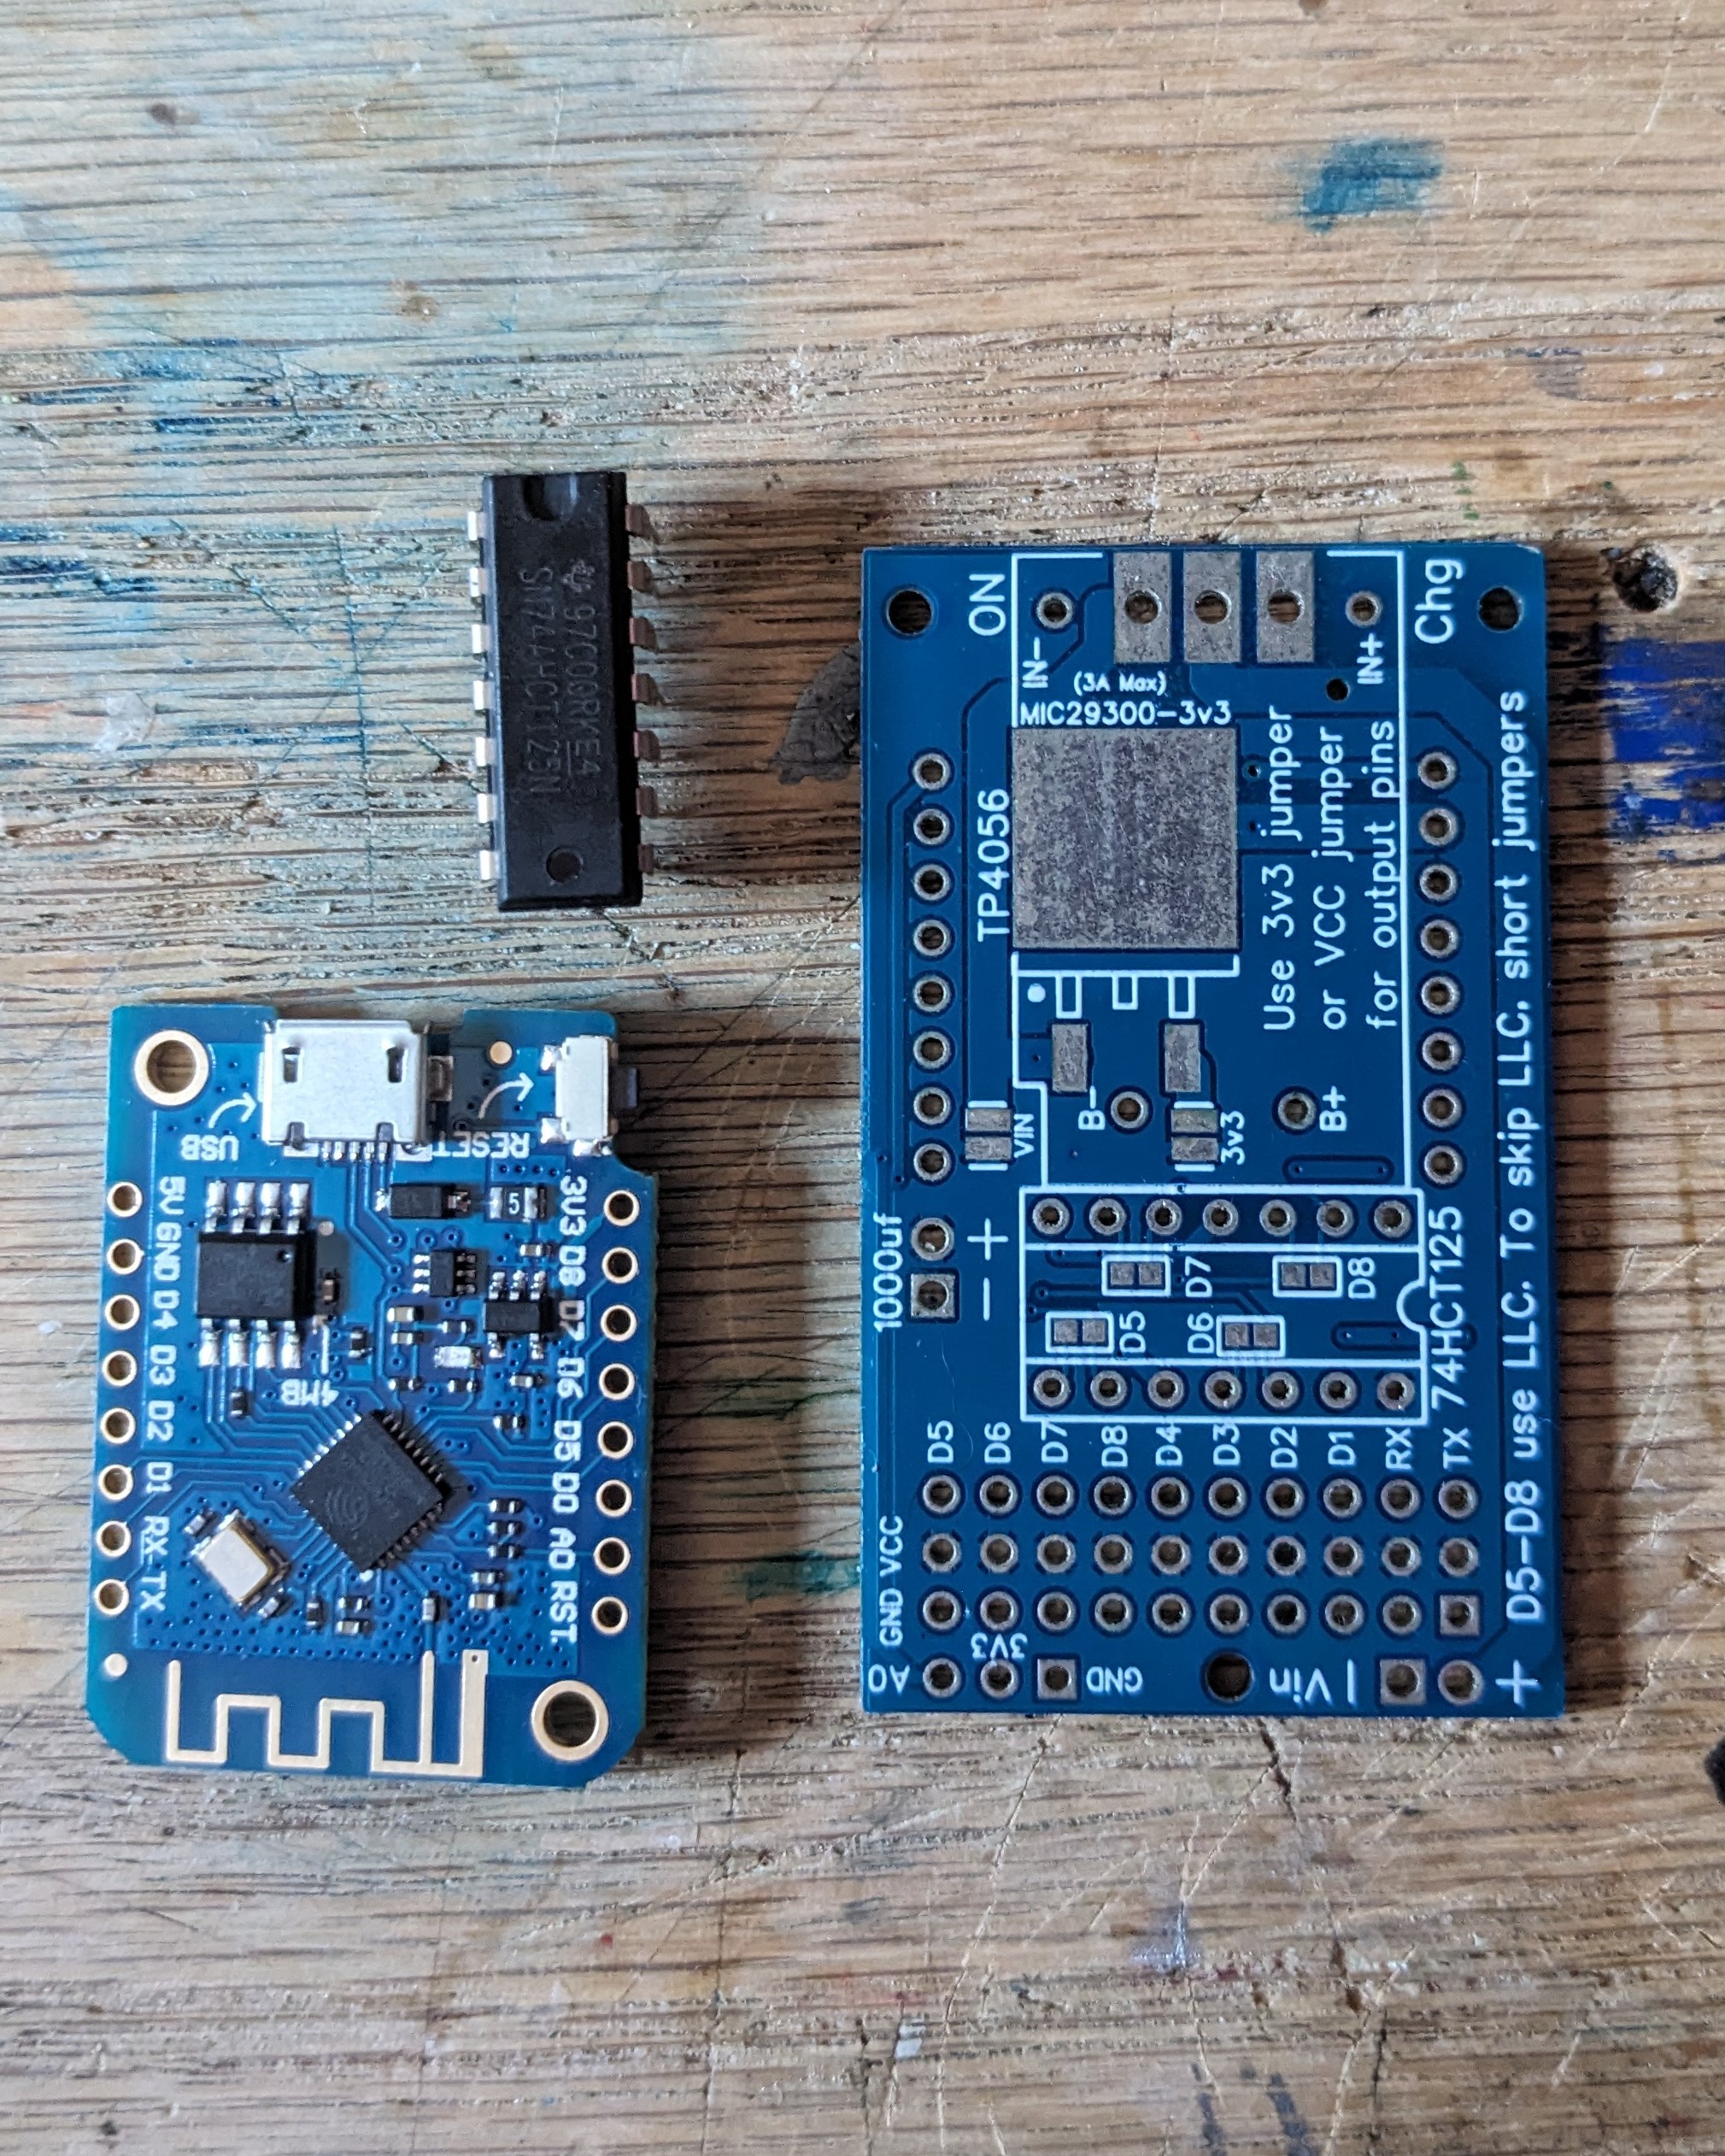 97C00RKE4
SN74AHCT125N
USB
RESET
5V GND D4 D3 D2 D1 RX TX
3V3 D8 D7 D6 D5 D0 A0 RST
5
4MB
ON
IN-
IN+
Chg
(3A Max)
MIC29300-3v3
TP4056
Use 3v3 jumper
or VCC jumper
for output pins
VIN
B-
3v3
B+
1000uf
- +
D7
D8
D5
D6
74HCT125
D5 D6 D7 D8 D4 D3 D2 D1 RX TX
D5-D8 use LLC. To skip LLC, short jumpers
GND VCC
A0
3V3
GND
Vin
- +